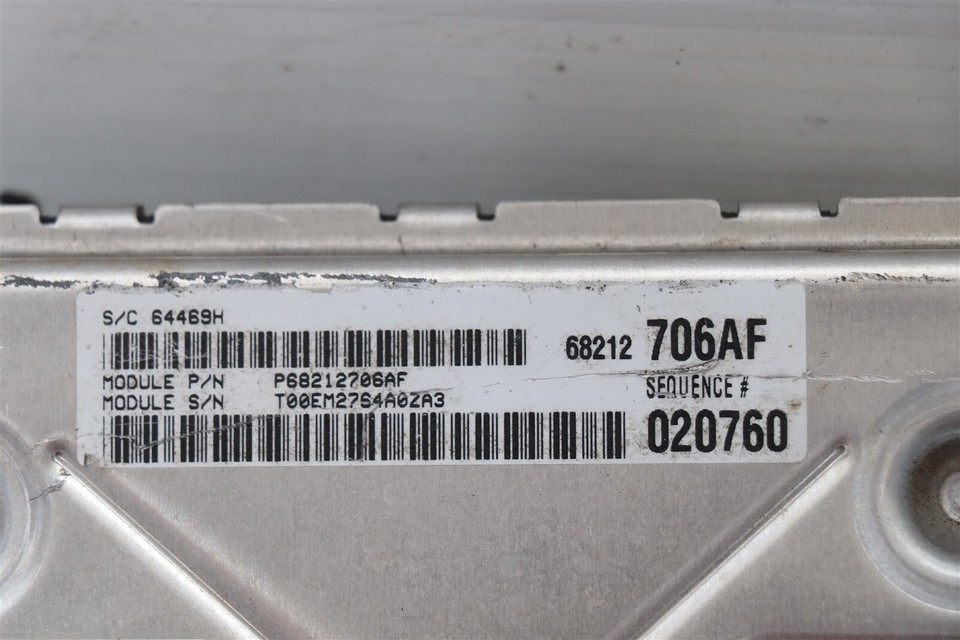 S/C 64469H
68212 706AF
MODULE P/N P68212706AF
SEQUENCE #
MODULE S/N T00EM2764A0ZA3
020760